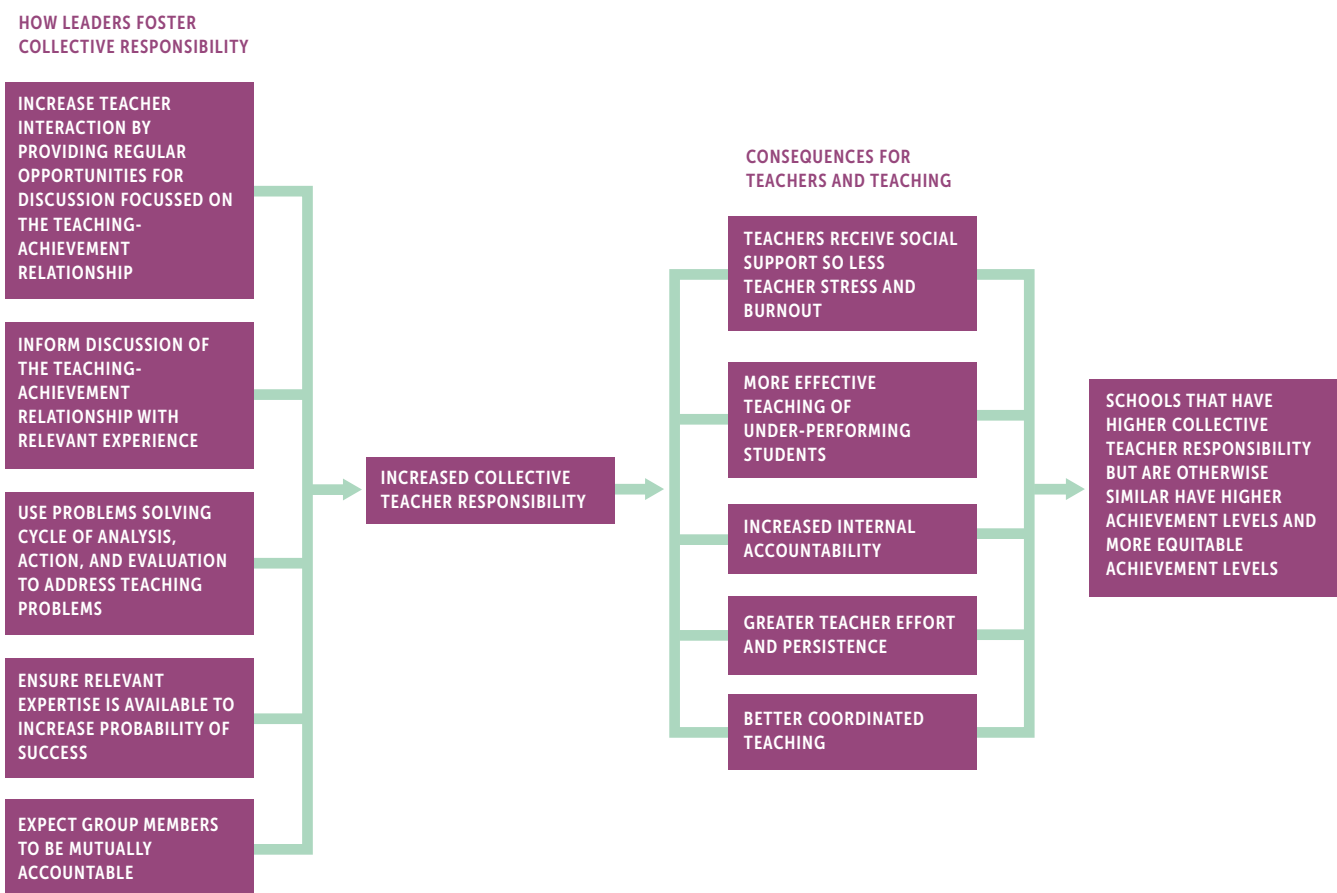 HOW LEADERS FOSTER
COLLECTIVE RESPONSIBILITY
INCREASE TEACHER
INTERACTION BY
PROVIDING REGULAR
OPPORTUNITIES FOR
DISCUSSION FOCUSSED ON
THE TEACHING-
ACHIEVEMENT
RELATIONSHIP
INFORM DISCUSSION OF
THE TEACHING-
ACHIEVEMENT
RELATIONSHIP WITH
RELEVANT EXPERIENCE
USE PROBLEMS SOLVING
CYCLE OF ANALYSIS,
ACTION, AND EVALUATION
TO ADDRESS TEACHING
PROBLEMS
ENSURE RELEVANT
EXPERTISE IS AVAILABLE TO
INCREASE PROBABILITY OF
SUCCESS
EXPECT GROUP MEMBERS
TO BE MUTUALLY
ACCOUNTABLE
INCREASED COLLECTIVE
TEACHER RESPONSIBILITY
CONSEQUENCES FOR
TEACHERS AND TEACHING
TEACHERS RECEIVE SOCIAL
SUPPORT SO LESS
TEACHER STRESS AND
BURNOUT
MORE EFFECTIVE
TEACHING OF
UNDER-PERFORMING
STUDENTS
INCREASED INTERNAL
ACCOUNTABILITY
GREATER TEACHER EFFORT
AND PERSISTENCE
BETTER COORDINATED
TEACHING
SCHOOLS THAT HAVE
HIGHER COLLECTIVE
TEACHER RESPONSIBILITY
BUT ARE OTHERWISE
SIMILAR HAVE HIGHER
ACHIEVEMENT LEVELS AND
MORE EQUITABLE
ACHIEVEMENT LEVELS